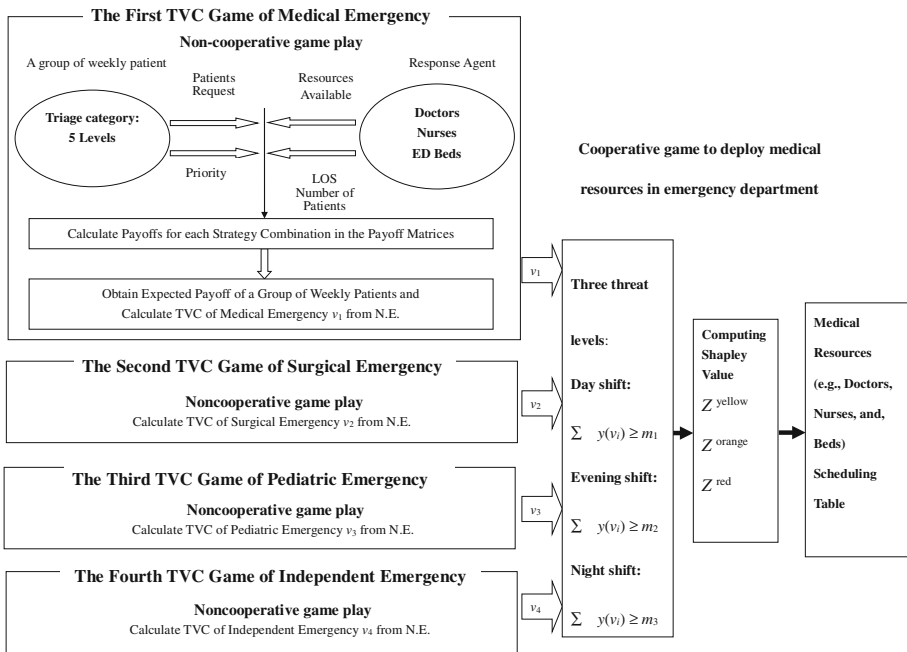 The First TVC Game of Medical Emergency
Non-cooperative game play
A group of weekly patient
Response Agent
Patients
Request
Resources
Available
Triage category:
5 Levels
Doctors
Nurses
ED Beds
Priority
LOS
Number of
Patients
Calculate Payoffs for each Strategy Combination in the Payoff Matrices
Obtain Expected Payoff of a Group of Weekly Patients and
Calculate TVC of Medical Emergency v1 from N.E.
v1
The Second TVC Game of Surgical Emergency
Noncooperative game play
Calculate TVC of Surgical Emergency v2 from N.E.
v2
The Third TVC Game of Pediatric Emergency
Noncooperative game play
Calculate TVC of Pediatric Emergency v3 from N.E.
v3
The Fourth TVC Game of Independent Emergency
Noncooperative game play
Calculate TVC of Independent Emergency v4 from N.E.
v4
Cooperative game to deploy medical
resources in emergency department
Three threat
levels:
Day shift:
∑ y(vi) ≥ m1
Evening shift:
∑ y(vi) ≥ m2
Night shift:
∑ y(vi) ≥ m3
Computing
Shapley
Value
Z yellow
Z orange
Z red
Medical
Resources
(e.g., Doctors,
Nurses, and,
Beds)
Scheduling
Table